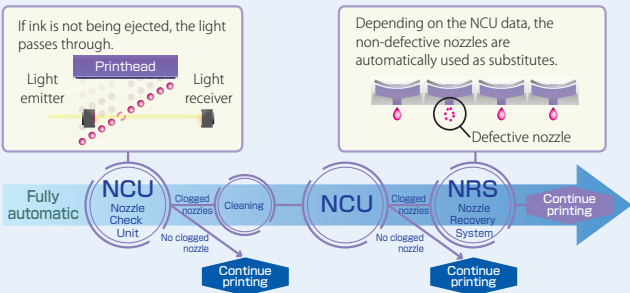 If ink is not being ejected, the light
passes through.
Printhead
Light
emitter
Light
receiver
Depending on the NCU data, the
non-defective nozzles are
automatically used as substitutes.
Defective nozzle
Fully
automatic
NCU
Nozzle
Check
Unit
Clogged
nozzles
No clogged
nozzle
Continue
printing
Cleaning
NCU
Clogged
nozzles
No clogged
nozzle
Continue
printing
NRS
Nozzle
Recovery
System
Continue
printing